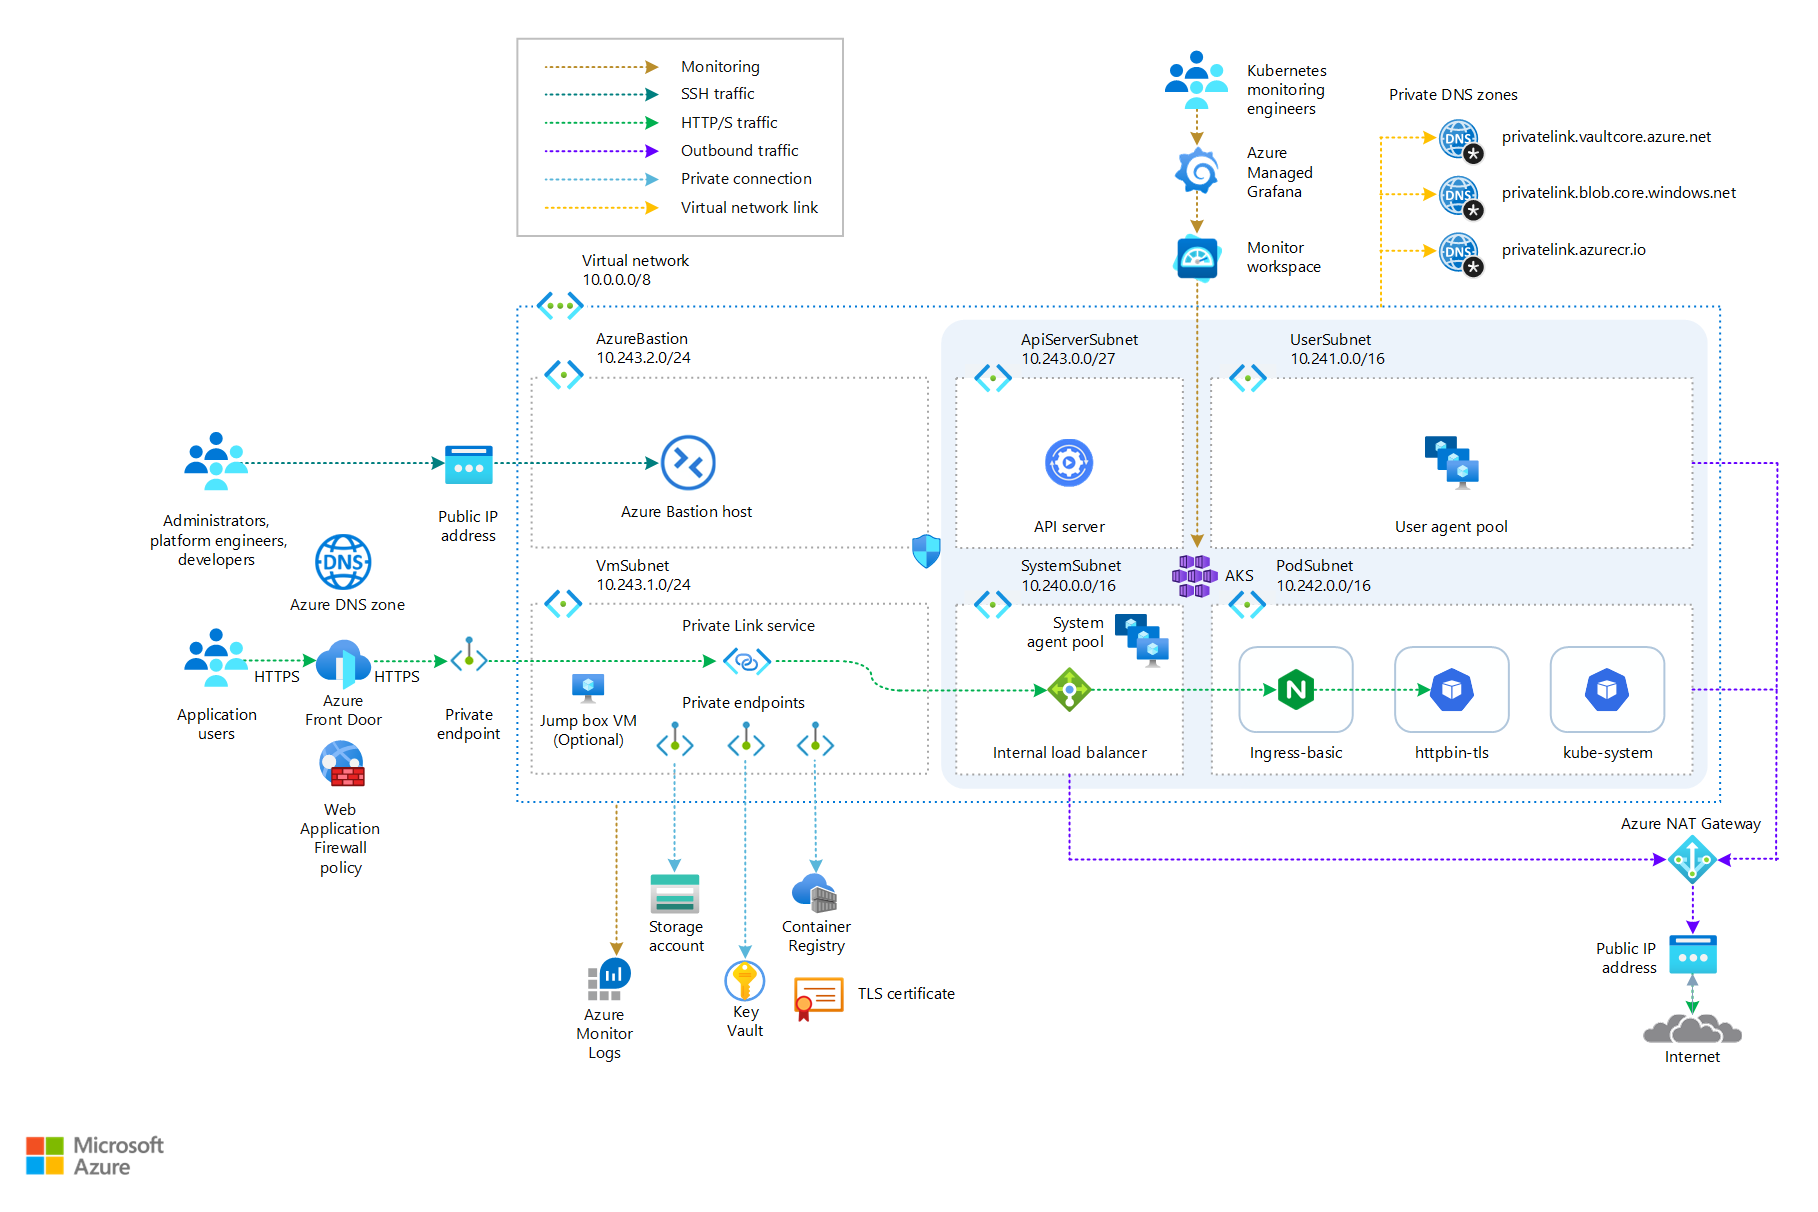 Monitoring
SSH traffic
HTTP/S traffic
Outbound traffic
Private connection
Virtual network link
Kubernetes
monitoring
engineers
Azure
Managed
Grafana
Monitor
workspace
Private DNS zones
DNS
*
privatelink.vaultcore.azure.net
DNS
*
privatelink.blob.core.windows.net
DNS
*
privatelink.azurecr.io
Virtual network
10.0.0.0/8
AzureBastion
10.243.2.0/24
Azure Bastion host
ApiServerSubnet
10.243.0.0/27
API server
UserSubnet
10.241.0.0/16
User agent pool
Administrators,
platform engineers,
developers
Public IP
address
DNS
Azure DNS zone
VmSubnet
10.243.1.0/24
Private Link service
Jump box VM
(Optional)
Private endpoints
SystemSubnet
10.240.0.0/16
System
agent pool
Internal load balancer
AKS
PodSubnet
10.242.0.0/16
N
Ingress-basic
httpbin-tls
kube-system
Application
users
HTTPS
Azure
Front Door
HTTPS
Private
endpoint
Web
Application
Firewall
policy
Azure NAT Gateway
Storage
account
Container
Registry
Azure
Monitor
Logs
Key
Vault
TLS certificate
Public IP
address
Internet
Microsoft
Azure